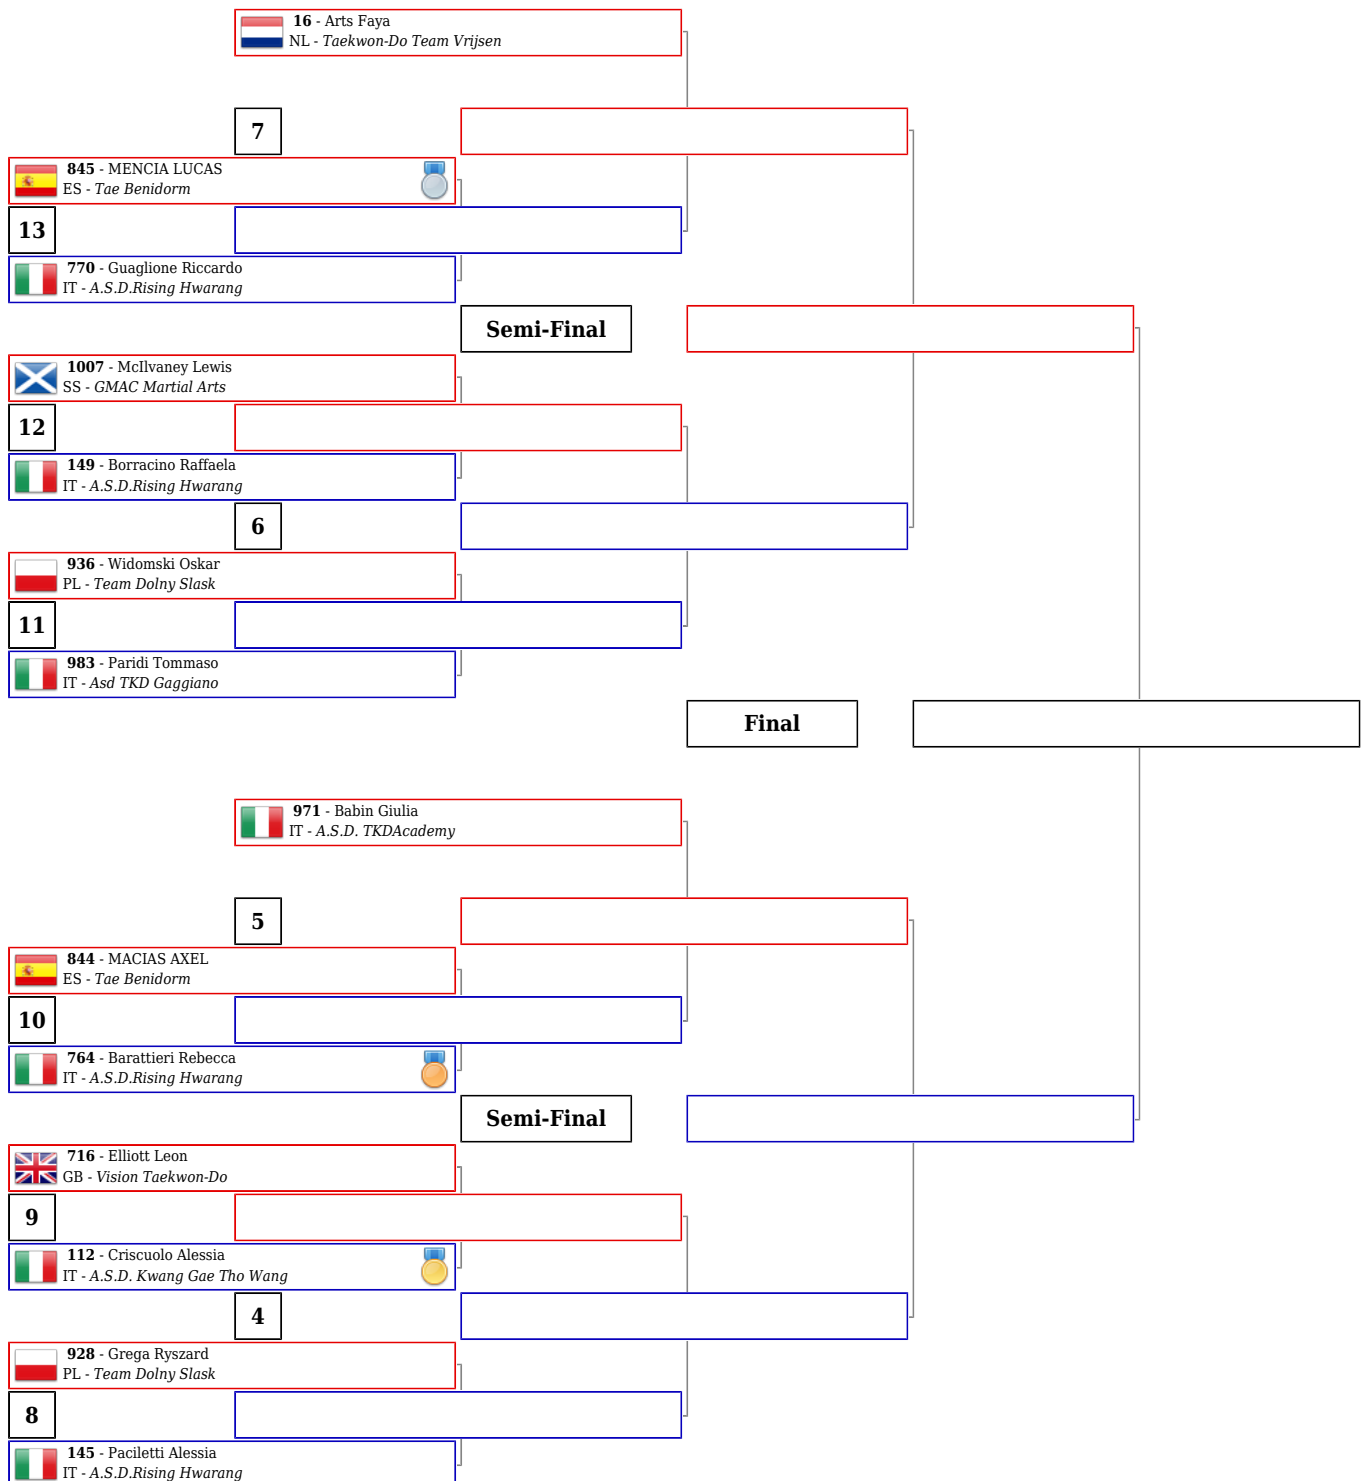 16 - Arts Faya
NL - Taekwon-Do Team Vrijsen
7
845 - MENCIA LUCAS
ES - Tae Benidorm
13
770 - Guaglione Riccardo
IT - A.S.D.Rising Hwarang
Semi-Final
1007 - McIlvaney Lewis
SS - GMAC Martial Arts
12
149 - Borracino Raffaela
IT - A.S.D.Rising Hwarang
6
936 - Widomski Oskar
PL - Team Dolny Slask
11
983 - Paridi Tommaso
IT - Asd TKD Gaggiano
Final
971 - Babin Giulia
IT - A.S.D. TKDAcademy
5
844 - MACIAS AXEL
ES - Tae Benidorm
10
764 - Barattieri Rebecca
IT - A.S.D.Rising Hwarang
Semi-Final
716 - Elliott Leon
GB - Vision Taekwon-Do
9
112 - Criscuolo Alessia
IT - A.S.D. Kwang Gae Tho Wang
4
928 - Grega Ryszard
PL - Team Dolny Slask
8
145 - Paciletti Alessia
IT - A.S.D.Rising Hwarang